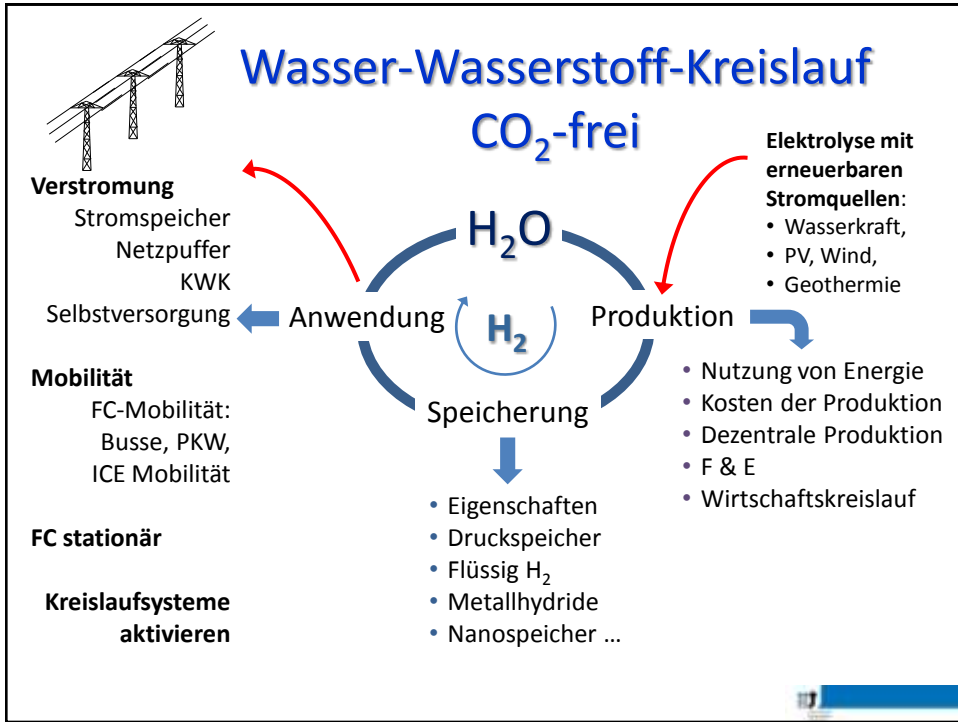 Wasser-Wasserstoff-Kreislauf
CO₂-frei
Elektrolyse mit
erneuerbaren
Stromquellen:
• Wasserkraft,
• PV, Wind,
• Geothermie
Verstromung
Stromspeicher
Netzpuffer
KWK
Selbstversorgung
H₂O
Anwendung
H₂
Produktion
Speicherung
Mobilität
FC-Mobilität:
Busse, PKW,
ICE Mobilität
FC stationär
Kreislaufsysteme
aktivieren
• Eigenschaften
• Druckspeicher
• Flüssig H₂
• Metallhydride
• Nanospeicher ...
• Nutzung von Energie
• Kosten der Produktion
• Dezentrale Produktion
• F & E
• Wirtschaftskreislauf